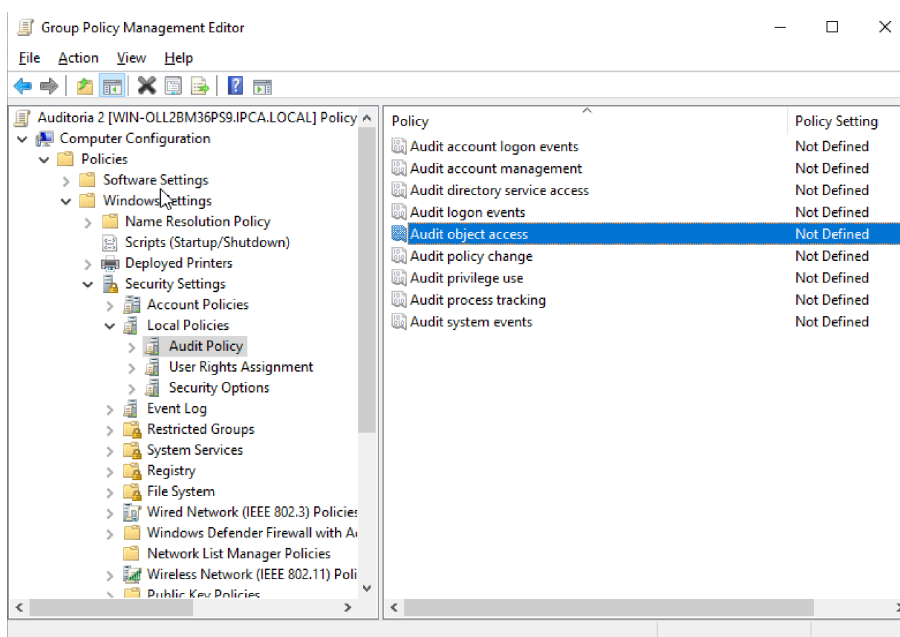 Group Policy Management Editor
File Action View Help
Auditoria 2 [WIN-OLL2BM36PS9.IPCA.LOCAL] Policy
Computer Configuration
Policies
Software Settings
Windows Settings
Name Resolution Policy
Scripts (Startup/Shutdown)
Deployed Printers
Security Settings
Account Policies
Local Policies
Audit Policy
User Rights Assignment
Security Options
Event Log
Restricted Groups
System Services
Registry
File System
Wired Network (IEEE 802.3) Policies
Windows Defender Firewall with A
Network List Manager Policies
Wireless Network (IEEE 802.11) Poli
Public Key Policies
Policy Policy Setting
Audit account logon events Not Defined
Audit account management Not Defined
Audit directory service access Not Defined
Audit logon events Not Defined
Audit object access Not Defined
Audit policy change Not Defined
Audit privilege use Not Defined
Audit process tracking Not Defined
Audit system events Not Defined